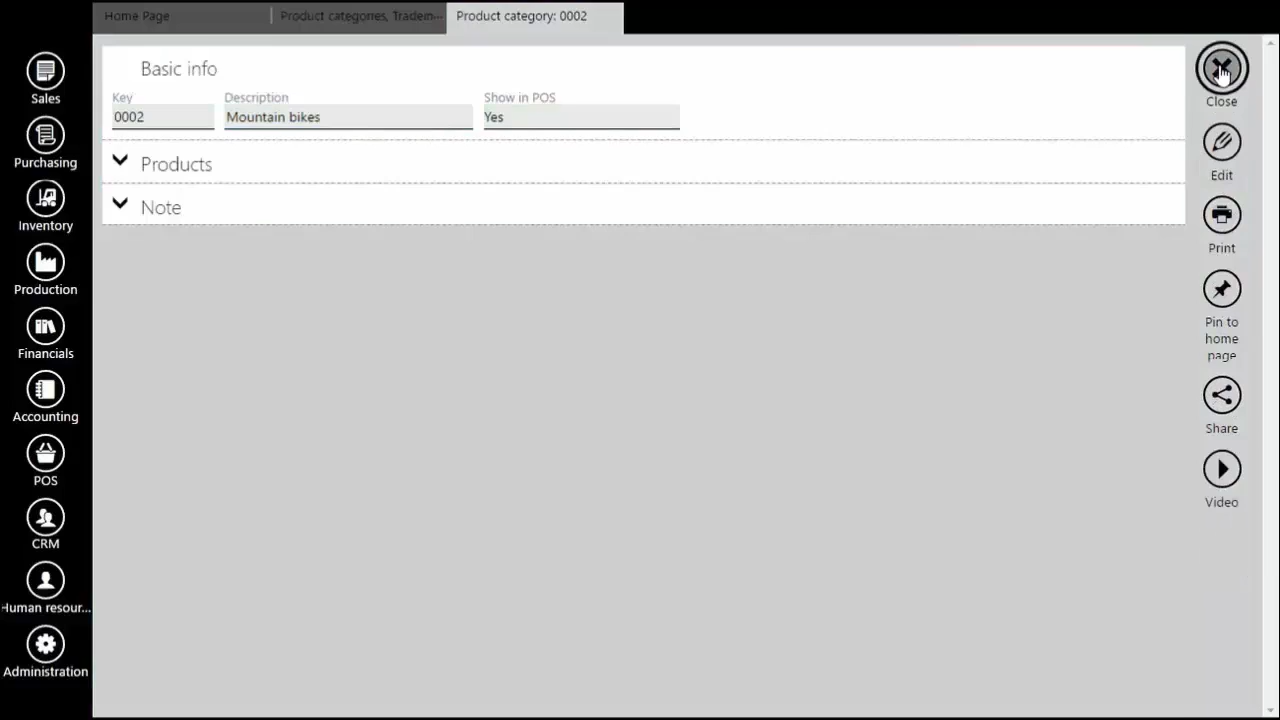 Home Page
Product categories, Tradem...
Product category: 0002
Sales
Purchasing
Inventory
Production
Financials
Accounting
POS
CRM
Human resour...
Administration
Basic info
Key
Description
Show in POS
0002
Mountain bikes
Yes
Products
Note
Close
Edit
Print
Pin to
home
page
Share
Video